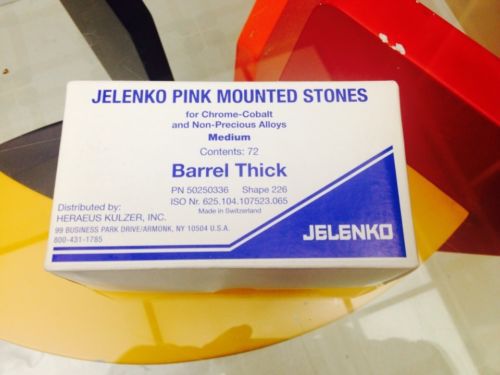 JELENKO PINK MOUNTED STONES
for Chrome-Cobalt
and Non-Precious Alloys
Medium
Contents: 72
Barrel Thick
PN 50250336 Shape 226
ISO Nr. 625.104.107523.065
Made in Switzerland
Distributed by:
HERAEUS KULZER, INC.
99 BUSINESS PARK DRIVE/ARMONK, NY 10504 U.S.A.
800-431-1785
JELENKO